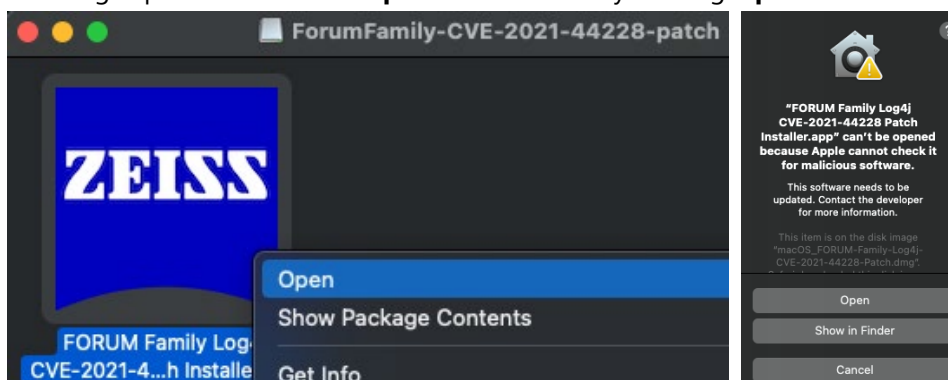 ForumFamily-CVE-2021-44228-patch
ZEISS
FORUM Family Log
CVE-2021-4...h Installe
Open
Show Package Contents
Get Info
?
"FORUM Family Log4j
CVE-2021-44228 Patch
Installer.app" can't be opened
because Apple cannot check it
for malicious software.
This software needs to be
updated. Contact the developer
for more information.
This item is on the disk image
"macOS_FORUM-Family-Log4j-
CVE-2021-44228-Patch.dmg".
Open
Show in Finder
Cancel